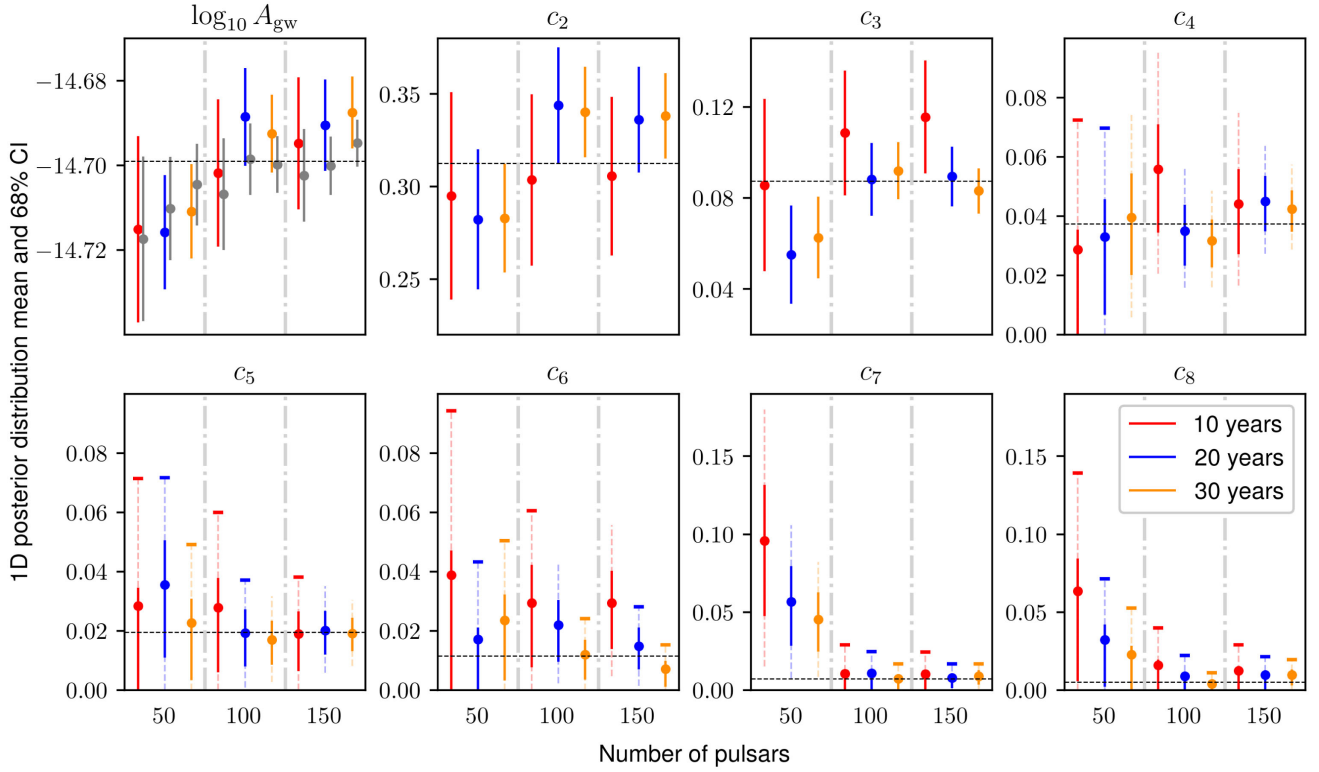 log₁₀ A_gw
c₂
c₃
c₄
−14.68
−14.70
−14.72
0.35
0.30
0.25
0.12
0.08
0.04
0.08
0.06
0.04
0.02
0.00
1D posterior distribution mean and 68% CI
c₅
c₆
c₇
c₈
0.08
0.06
0.04
0.02
0.00
0.08
0.06
0.04
0.02
0.00
0.15
0.10
0.05
0.00
0.15
0.10
0.05
0.00
10 years
20 years
30 years
50 100 150
50 100 150
50 100 150
50 100 150
Number of pulsars